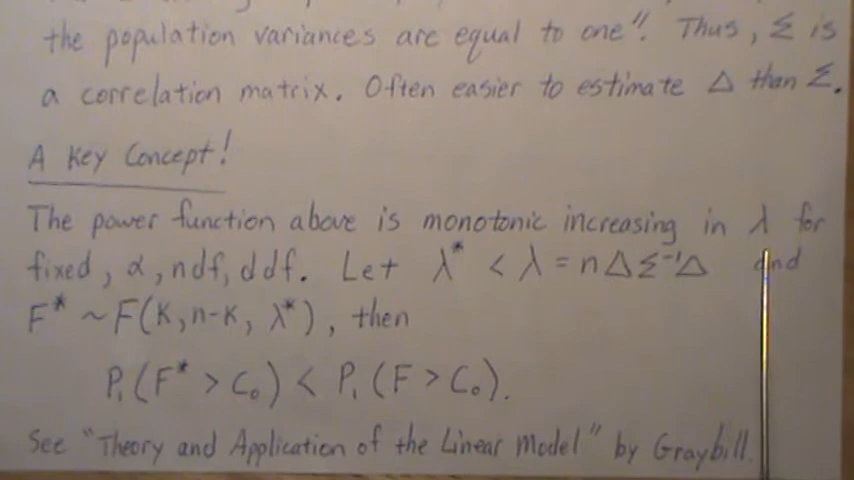 the population variances are equal to one". Thus, Σ is
a correlation matrix. Often easier to estimate Δ than Σ.
A Key Concept!
The power function above is monotonic increasing in λ for
fixed, α, ndf, ddf. Let λ* < λ = nΔΣ⁻¹Δ and
F* ~ F(K, n-K, λ*), then
P₁(F* > C₀) < P₁(F > C₀).
See "Theory and Application of the Linear Model" by Graybill.